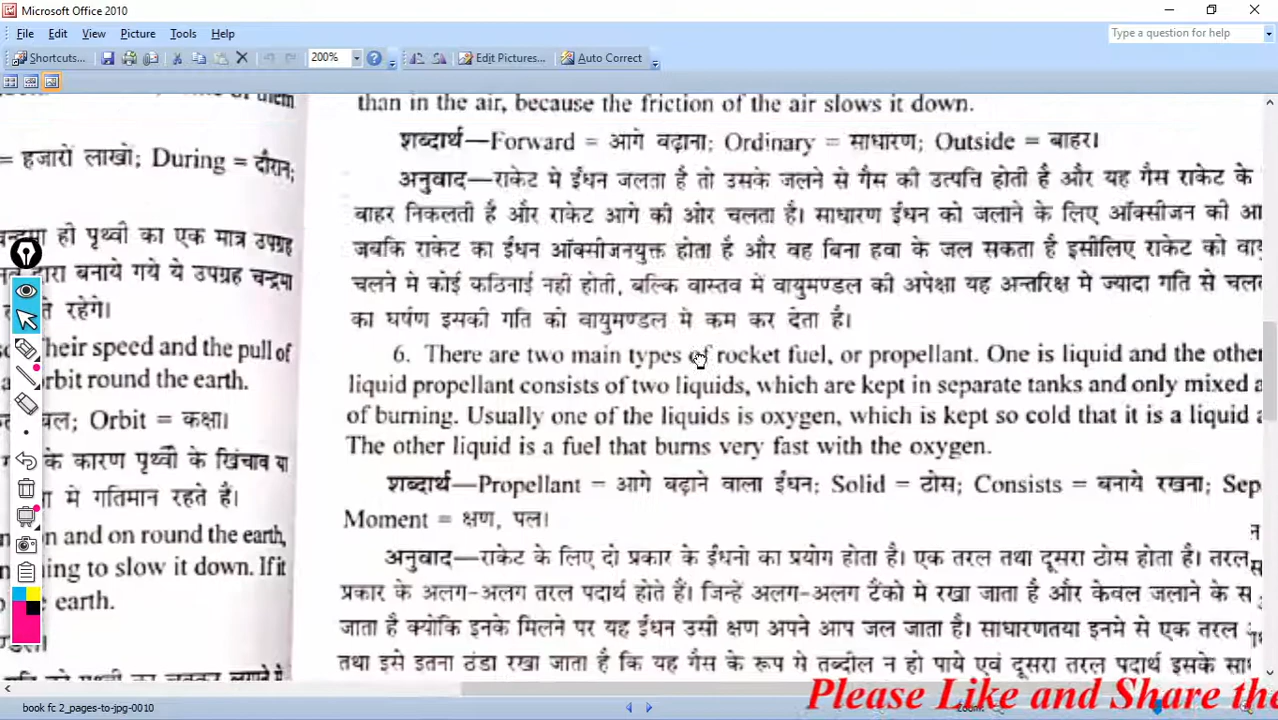 Microsoft Office 2010
File Edit View Picture Tools Help
Type a question for help
Shortcuts... 200% Edit Pictures... Auto Correct
than in the air, because the friction of the air slows it down.
शब्दार्थ—Forward = आगे बढ़ाना; Ordinary = साधारण; Outside = बाहर।
अनुवाद—राकेट मे ईंधन जलता है तो उसके जलने से गैस की उत्पत्ति होती है और यह गैस राकेट के
बाहर निकलती है और राकेट आगे की ओर चलता है। साधारण ईंधन को जलाने के लिए ऑक्सीजन की
जबकि राकेट का ईंधन ऑक्सीजनयुक्त होता है और वह बिना हवा के जल सकता है इसीलिए राकेट को
चलने मे कोई कठिनाई नहीं होती, बल्कि वास्तव में वायुमण्डल की अपेक्षा यह अन्तरिक्ष मे ज्यादा गति से
का घर्षण इसकी गति को वायुमण्डल मे कम कर देता है।
6. There are two main types of rocket fuel, or propellant. One is liquid and the other
liquid propellant consists of two liquids, which are kept in separate tanks and only mixed a
of burning. Usually one of the liquids is oxygen, which is kept so cold that it is a liquid
The other liquid is a fuel that burns very fast with the oxygen.
शब्दार्थ—Propellant = आगे बढ़ाने वाला ईंधन; Solid = ठोस; Consists = बनाये रखना; Sep
Moment = क्षण, पल।
अनुवाद—राकेट के लिए दो प्रकार के ईंधनो का प्रयोग होता है। एक तरल तथा दूसरा ठोस होता है। तरल
प्रकार के अलग-अलग तरल पदार्थ होते हैं। जिन्हें अलग-अलग टैंको मे रखा जाता है और केवल जलाने के स
जाता है क्योंकि इनके मिलने पर यह ईंधन उसी क्षण अपने आप जल जाता है। साधारणतया इनमे से एक तरल
तथा इसे इतना ठंडा रखा जाता है कि यह गैस के रूप मे तब्दील न हो पाये एवं दूसरा तरल पदार्थ इसके
= हजारो लाखो; During = दौरान;
ही पृथ्वी का एक मात्र उपग्रह
द्वारा बनाये गये ये उपग्रह चन्द्रमा
रहेगे।
Their speed and the pull of
orbit round the earth.
Orbit = कक्षा।
के कारण पृथ्वी के खिंचाव या
मे गतिमान रहते हैं।
and on round the earth,
to slow it down. If it
earth.
Please Like and Share the
book fc 2_pages-to-jpg-0010
Zoom: